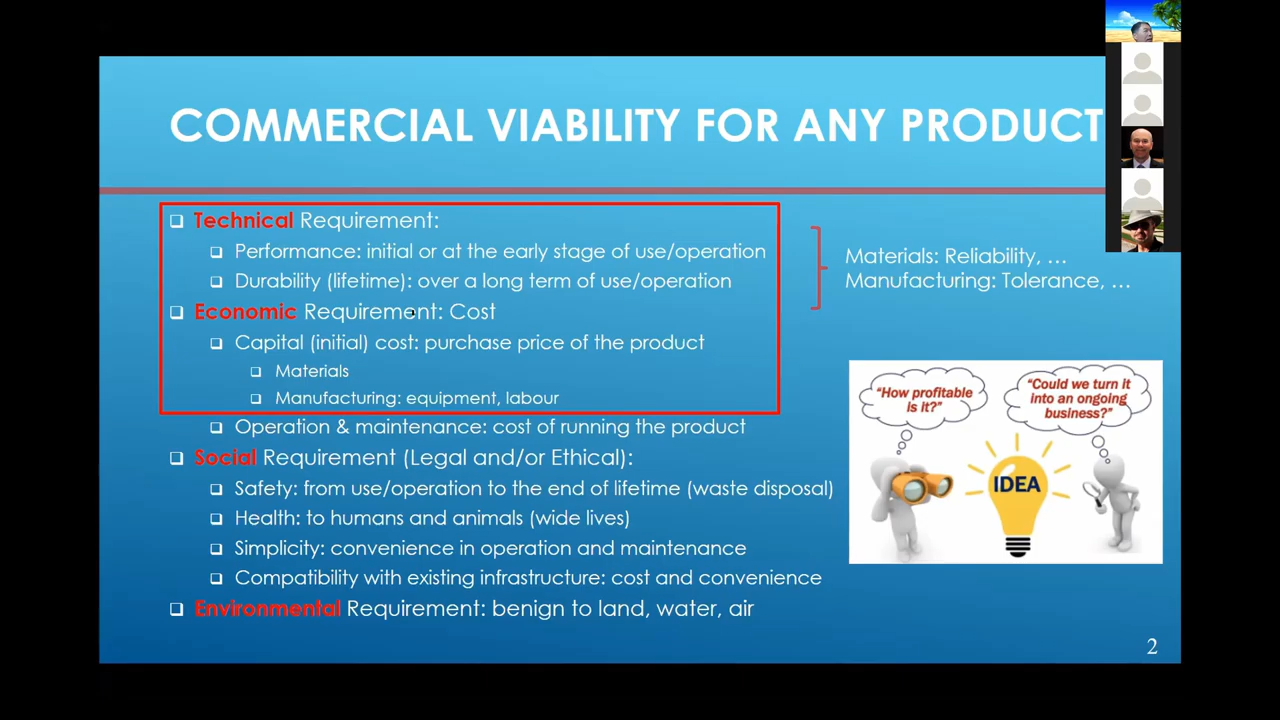 COMMERCIAL VIABILITY FOR ANY PRODUCT
Technical Requirement:
Performance: initial or at the early stage of use/operation
Durability (lifetime): over a long term of use/operation
Economic Requirement: Cost
Capital (initial) cost: purchase price of the product
Materials
Manufacturing: equipment, labour
Operation & maintenance: cost of running the product
Social Requirement (Legal and/or Ethical):
Safety: from use/operation to the end of lifetime (waste disposal)
Health: to humans and animals (wide lives)
Simplicity: convenience in operation and maintenance
Compatibility with existing infrastructure: cost and convenience
Environmental Requirement: benign to land, water, air
Materials: Reliability, …
Manufacturing: Tolerance, …
"How profitable
is it?"
"Could we turn it
into an ongoing
business?"
IDEA
2